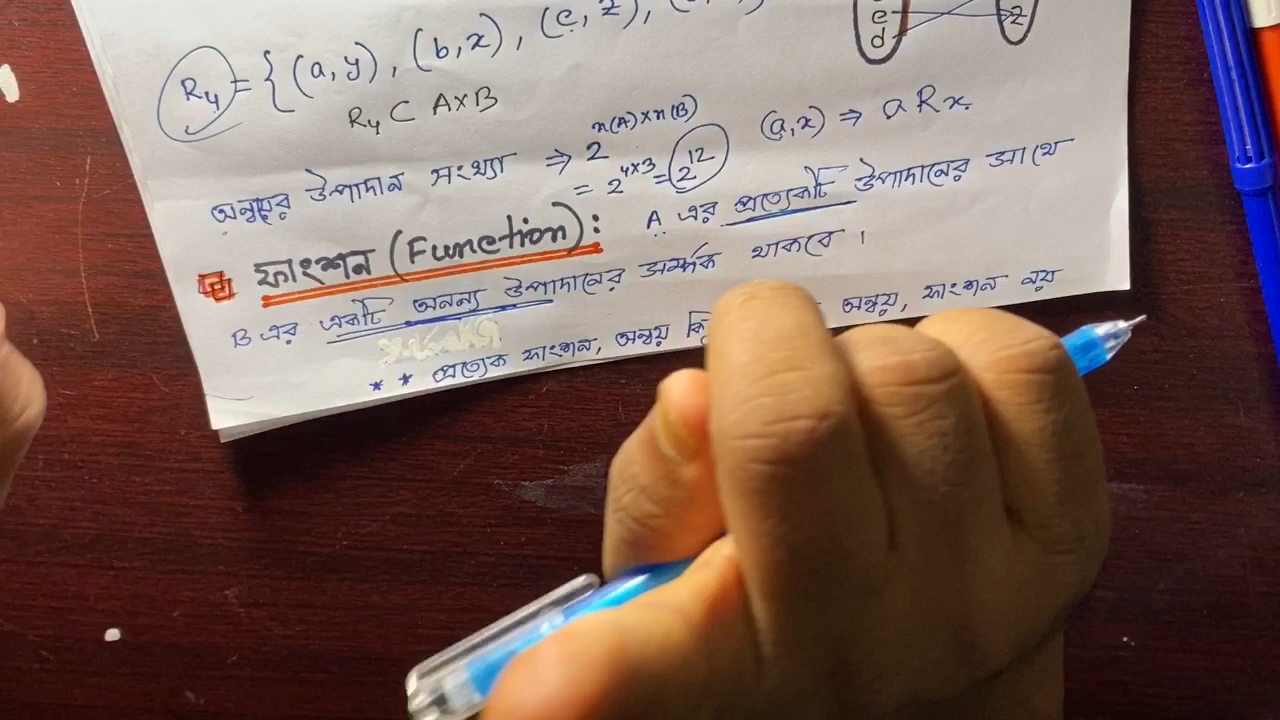 R₄ = { (a, y), (b, x), (c, z), (
R₄ ⊂ A×B
c
d
z
অন্বয়ের উপাদান সংখ্যা ⇒ 2^{n(A)×n(B)}
= 2^{4×3} = 2^{12}
(a,x) ⇒ a R x
ফাংশন (Function): A এর প্রত্যেকটি উপাদানের সাথে
B এর একটি অনন্য উপাদানের সম্পর্ক থাকবে।
** প্রত্যেক ফাংশন, অন্বয় অন্বয়, ফাংশন নয়